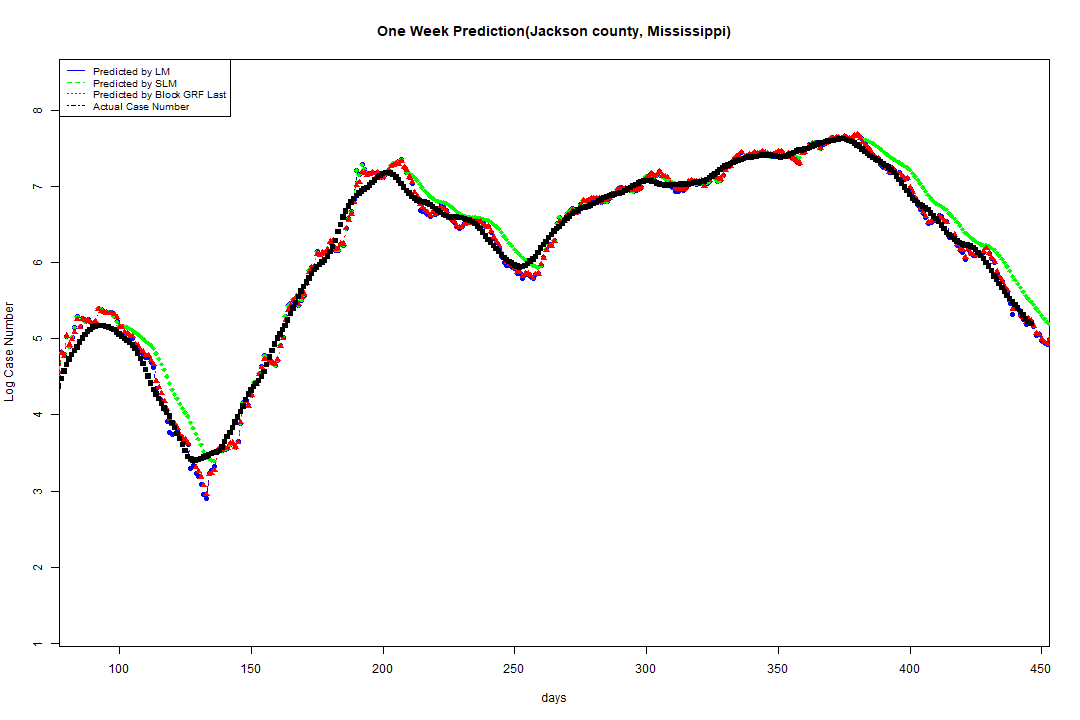 One Week Prediction(Jackson county, Mississippi)
Predicted by LM
Predicted by SLM
Predicted by Block GRF Last
Actual Case Number
8
7
6
5
4
3
2
1
Log Case Number
100 150 200 250 300 350 400 450
days